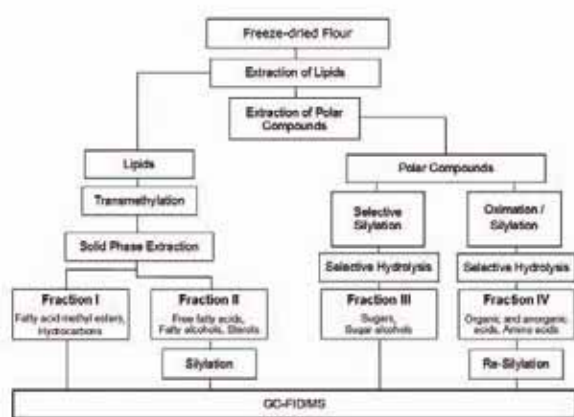 Freeze-dried Flour
Extraction of Lipids
Extraction of Polar
Compounds
Lipids
Polar Compounds
Transmethylation
Selective
Silylation
Oximation /
Silylation
Solid Phase Extraction
Selective Hydrolysis
Selective Hydrolysis
Fraction I
Fatty acid methyl esters,
Hydrocarbons
Fraction II
Free fatty acids,
Fatty alcohols, Sterols
Fraction III
Sugars,
Sugar alcohols
Fraction IV
Organic and anorganic
acids, Amino acids
Silylation
Re-Silylation
GC-FID/MS